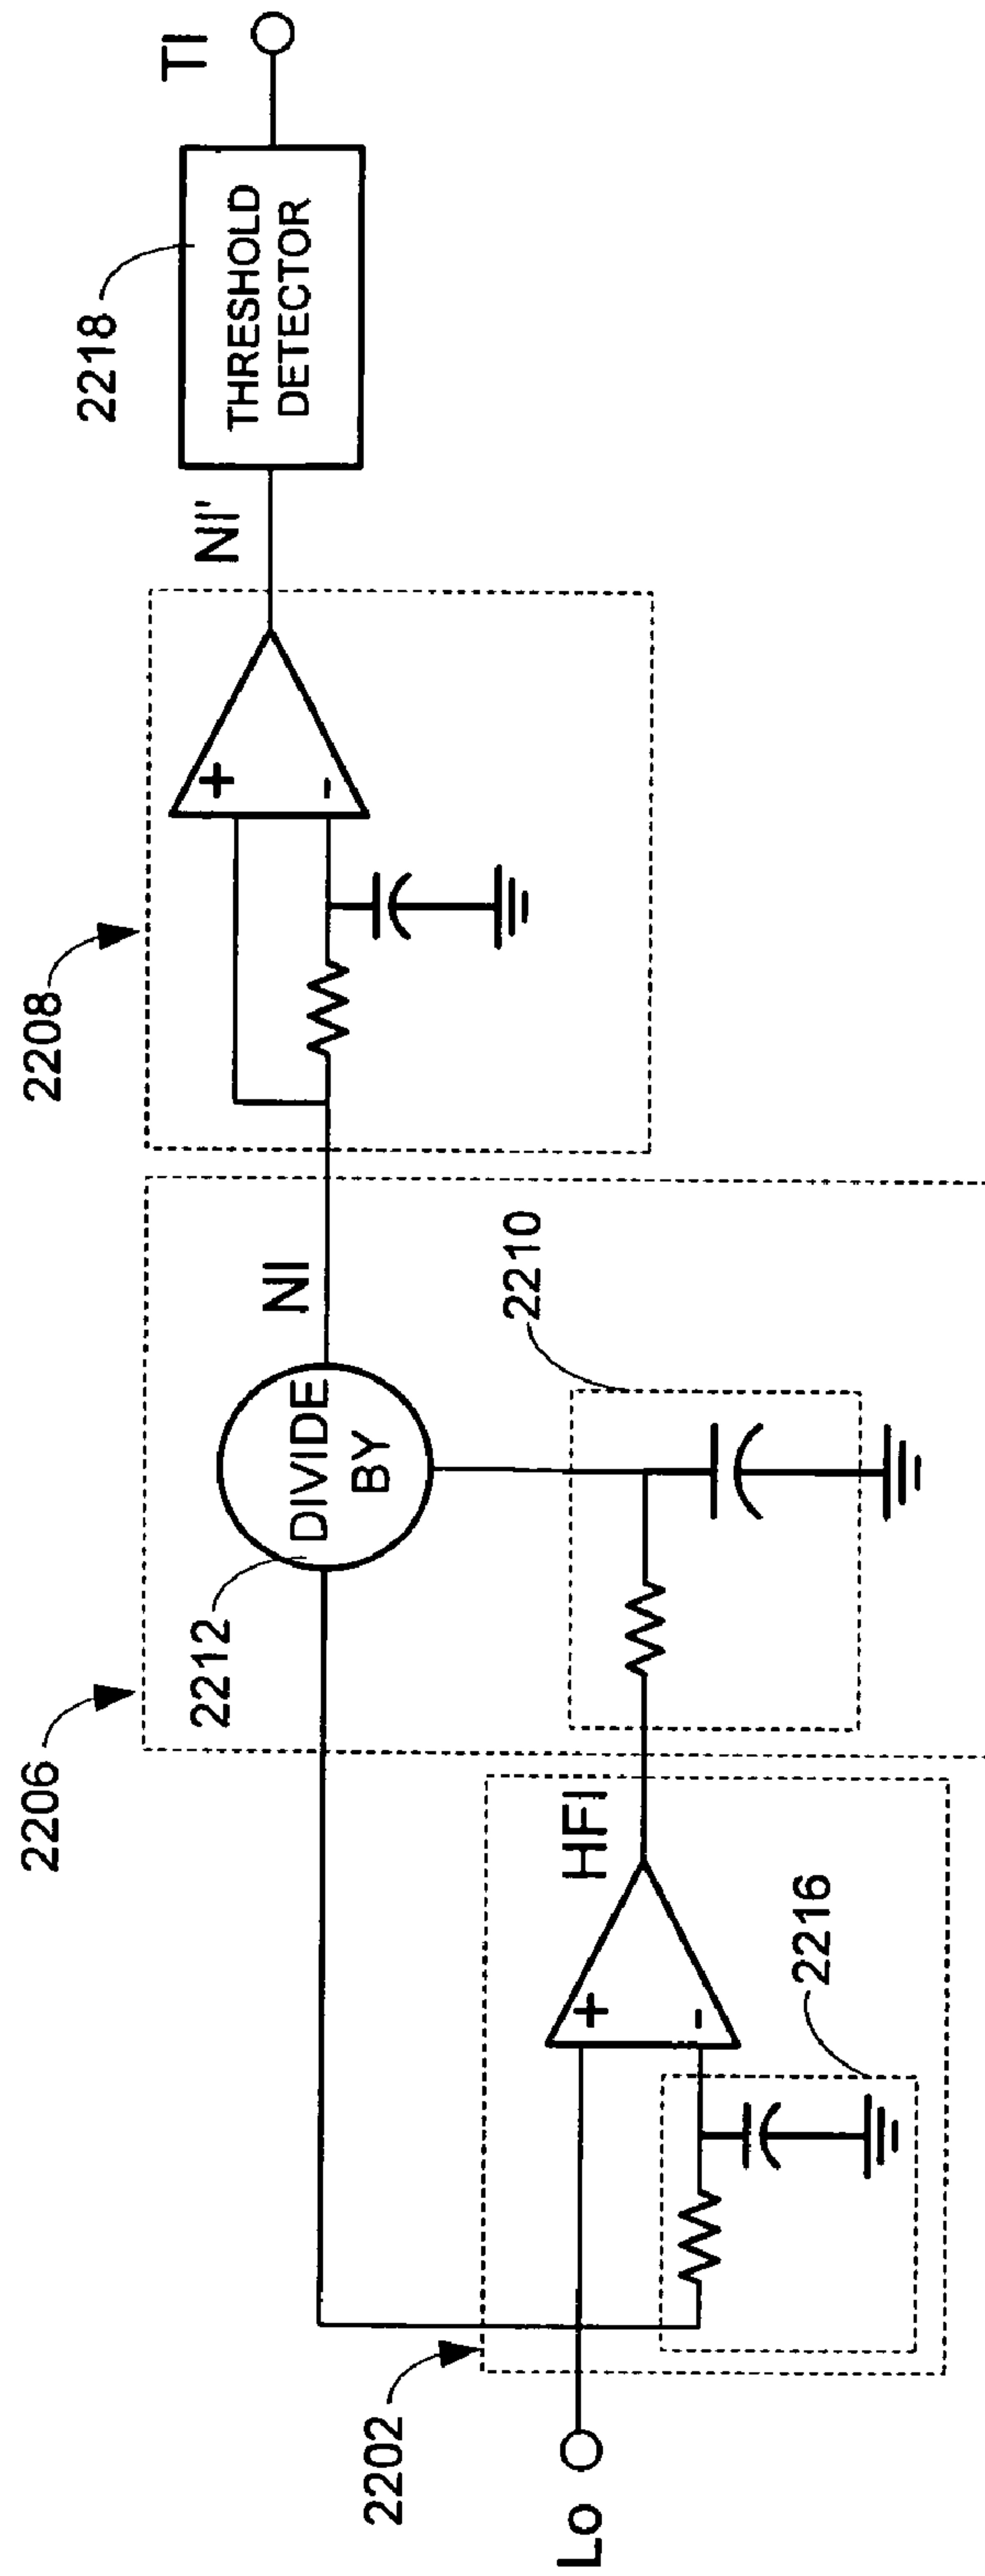 Lo
2202
2216
HFI
2206
2212
DIVIDE
BY
2210
NI
2208
+
-
+
-
NI'
2218
THRESHOLD
DETECTOR
TI